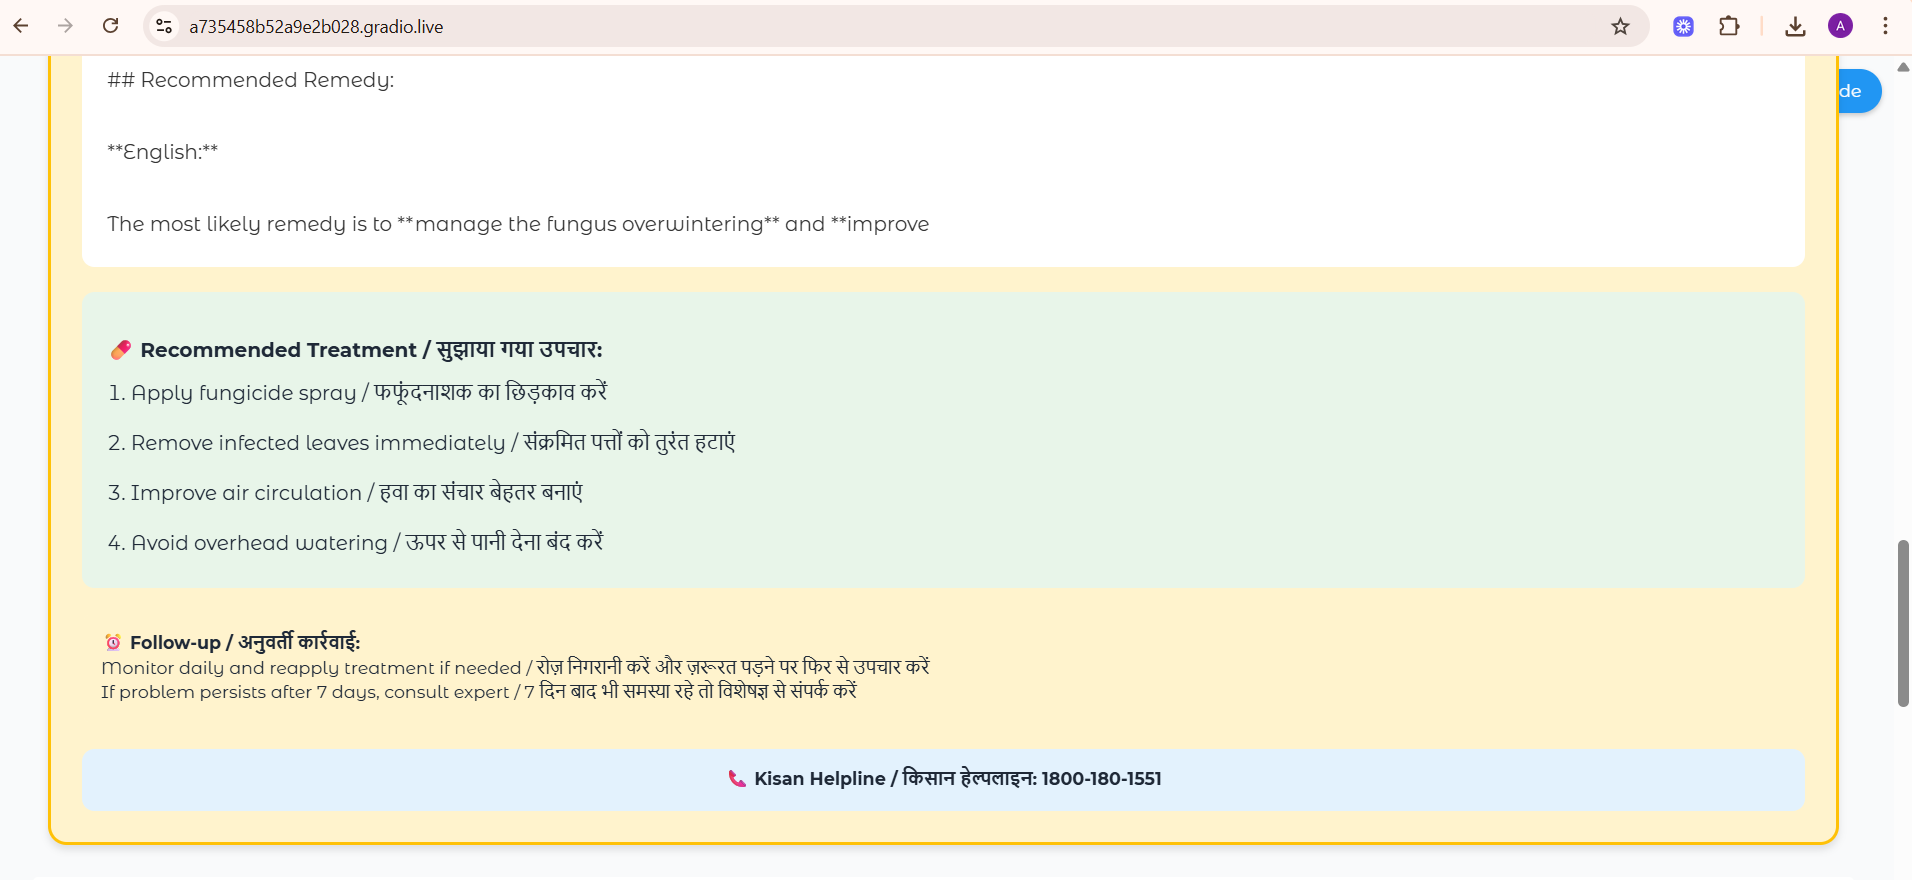 a735458b52a9e2b028.gradio.live
A
## Recommended Remedy:
de
**English:**
The most likely remedy is to **manage the fungus overwintering** and **improve
Recommended Treatment / सुझाया गया उपचार:
1. Apply fungicide spray / फफूंदनाशक का छिड़काव करें
2. Remove infected leaves immediately / संक्रमित पत्तों को तुरंत हटाएं
3. Improve air circulation / हवा का संचार बेहतर बनाएं
4. Avoid overhead watering / ऊपर से पानी देना बंद करें
Follow-up / अनुवर्ती कार्रवाई:
Monitor daily and reapply treatment if needed / रोज़ निगरानी करें और ज़रूरत पड़ने पर फिर से उपचार करें
If problem persists after 7 days, consult expert / 7 दिन बाद भी समस्या रहे तो विशेषज्ञ से संपर्क करें
Kisan Helpline / किसान हेल्पलाइन: 1800-180-1551